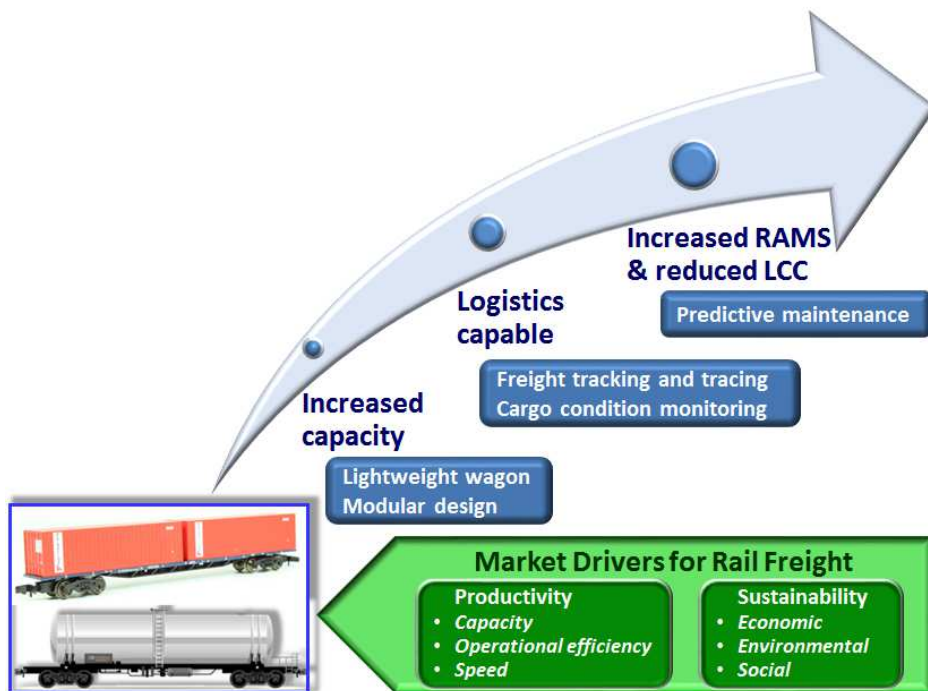 Increased RAMS
& reduced LCC
Predictive maintenance
Logistics
capable
Freight tracking and tracing
Cargo condition monitoring
Increased
capacity
Lightweight wagon
Modular design
Market Drivers for Rail Freight
Productivity
• Capacity
• Operational efficiency
• Speed
Sustainability
• Economic
• Environmental
• Social